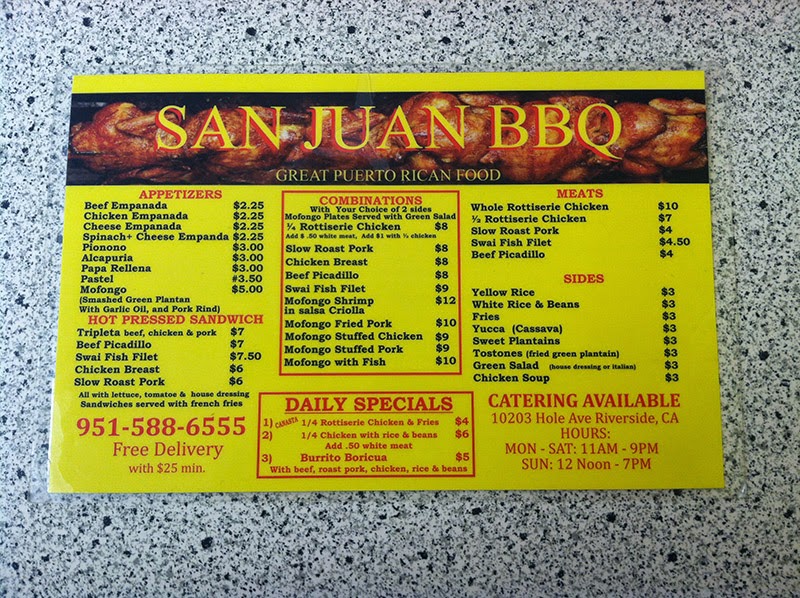 SAN JUAN BBQ
GREAT PUERTO RICAN FOOD
APPETIZERS
Beef Empanada $2.25
Chicken Empanada $2.25
Cheese Empanada $2.25
Spinach+ Cheese Empanda $2.25
Pionono $3.00
Alcapuria $3.00
Papa Rellena $3.00
Pastel #3.50
Mofongo $5.00
(Smashed Green Plantan
With Garlic Oil, and Pork Rind)
HOT PRESSED SANDWICH
Tripleta beef, chicken & pork $7
Beef Picadillo $7
Swai Fish Filet $7.50
Chicken Breast $6
Slow Roast Pork $6
All with lettuce, tomatoe & house dressing
Sandwiches served with french fries
951-588-6555
Free Delivery
with $25 min.
COMBINATIONS
With Your Choice of 2 sides
Mofongo Plates Served with Green Salad
¼ Rottiserie Chicken $8
Add $ .50 white meat, Add $1 with ½ chicken
Slow Roast Pork $8
Chicken Breast $8
Beef Picadillo $8
Swai Fish Filet $9
Mofongo Shrimp $12
in salsa Criolla
Mofongo Fried Pork $10
Mofongo Stuffed Chicken $9
Mofongo Stuffed Pork $9
Mofongo with Fish $10
DAILY SPECIALS
1) CANASTA 1/4 Rottiserie Chicken & Fries $4
2) 1/4 Chicken with rice & beans $6
Add .50 white meat
3) Burrito Boricua $5
With beef, roast pork, chicken, rice & beans
MEATS
Whole Rottiserie Chicken $10
½ Rottiserie Chicken $7
Slow Roast Pork $4
Swai Fish Filet $4.50
Beef Picadillo $4
SIDES
Yellow Rice $3
White Rice & Beans $3
Fries $3
Yucca (Cassava) $3
Sweet Plantains $3
Tostones (fried green plantain) $3
Green Salad (house dressing or italian) $3
Chicken Soup $3
CATERING AVAILABLE
10203 Hole Ave Riverside, CA
HOURS:
MON - SAT: 11AM - 9PM
SUN: 12 Noon - 7PM